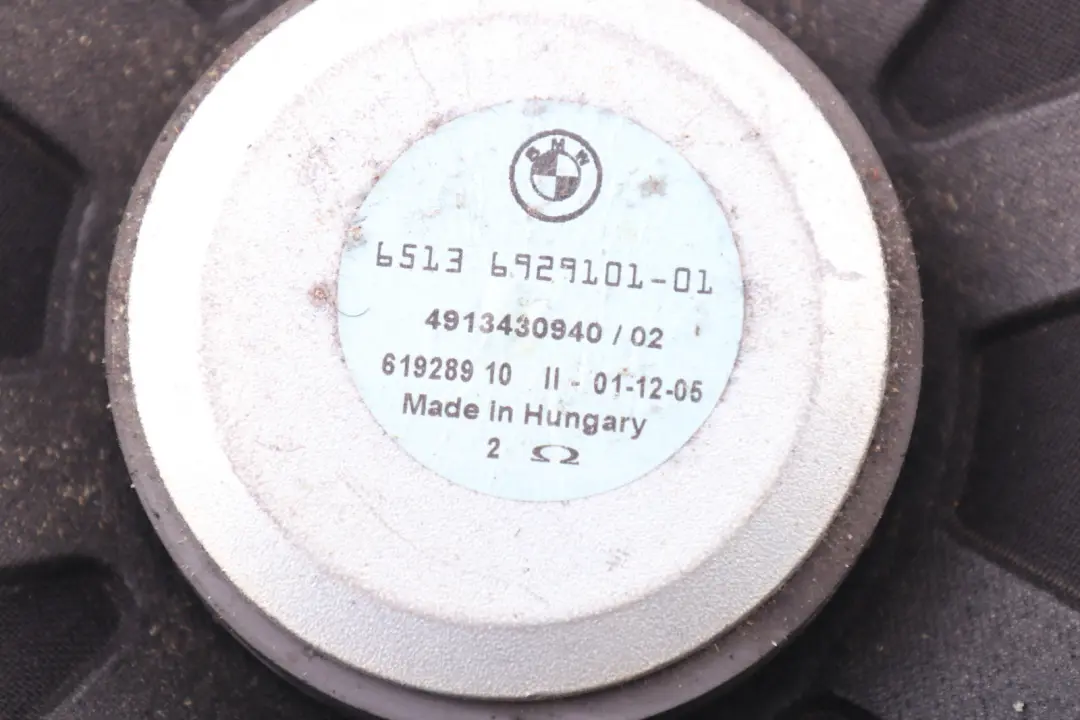 BMW
6513 6929101-01
4913430940 / 02
619289 10 II - 01-12-05
Made in Hungary
2 Ω